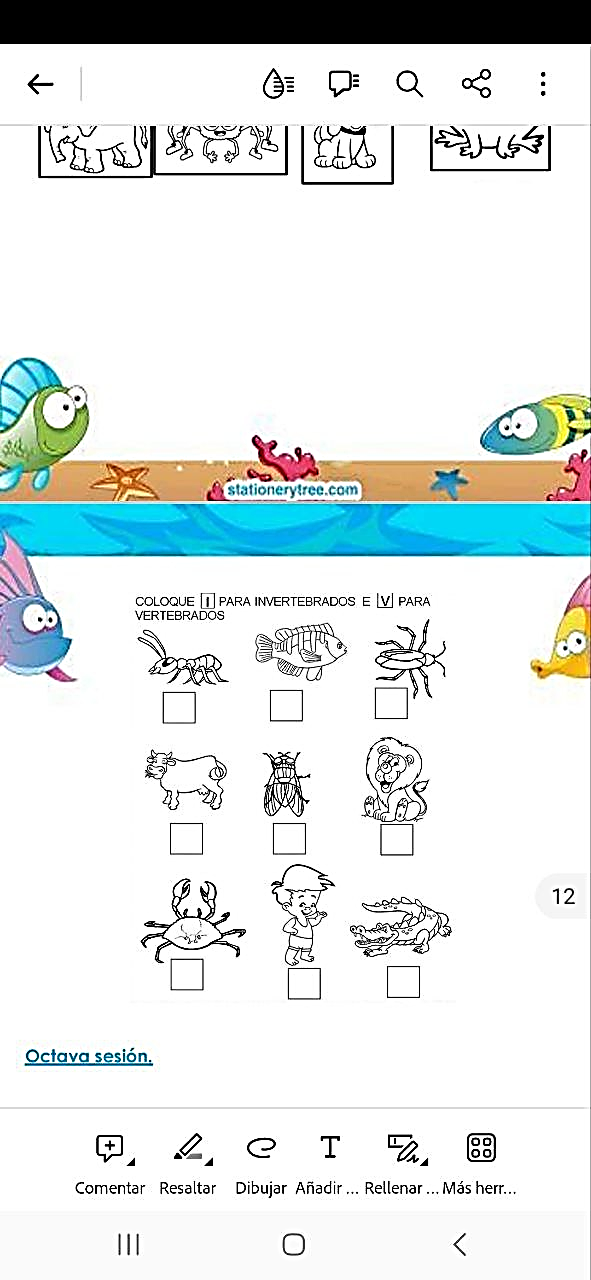 stationerytree.com
COLOQUE I PARA INVERTEBRADOS E V PARA
VERTEBRADOS
12
Octava sesión.
Comentar Resaltar Dibujar Añadir ... Rellenar ... Más herr...